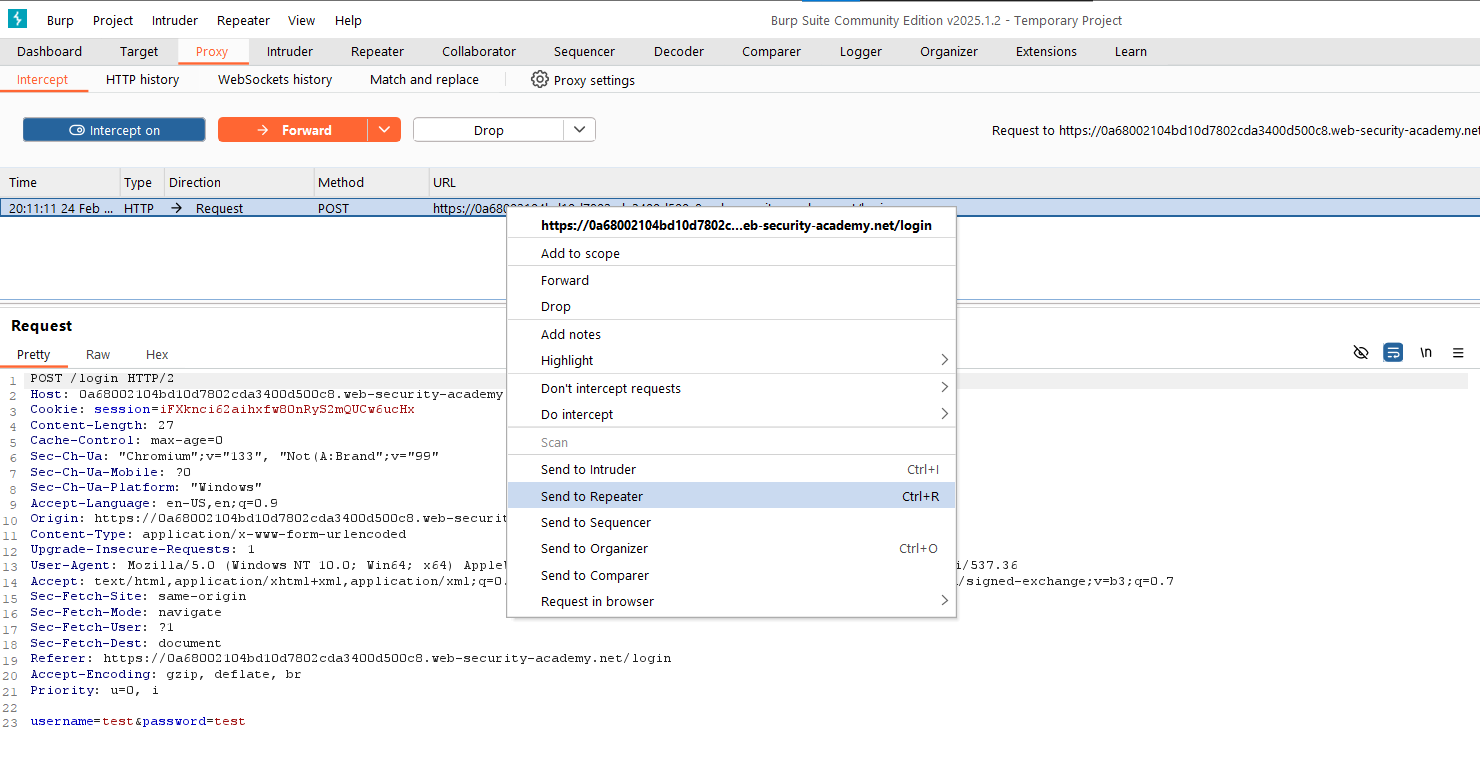 Burp Project Intruder Repeater View Help Burp Suite Community Edition v2025.1.2 - Temporary Project
Dashboard Target Proxy Intruder Repeater Collaborator Sequencer Decoder Comparer Logger Organizer Extensions Learn
Intercept HTTP history WebSockets history Match and replace Proxy settings
Intercept on Forward Drop Request to https://0a68002104bd10d7802cda3400d500c8.web-security-academy.net
Time Type Direction Method URL
20:11:11 24 Feb ... HTTP Request POST
https://0a68002104bd10d7802c...eb-security-academy.net/login
Add to scope
Forward
Drop
Add notes
Highlight
Don't intercept requests
Do intercept
Scan
Send to Intruder Ctrl+I
Send to Repeater Ctrl+R
Send to Sequencer
Send to Organizer Ctrl+O
Send to Comparer
Request in browser
Request
Pretty Raw Hex \n
1 POST /login HTTP/2
2 Host: 0a68002104bd10d7802cda3400d500c8.web-security-academy
3 Cookie: session=iFXknci62aihxfw80nRyS2mQUCw6ucHx
4 Content-Length: 27
5 Cache-Control: max-age=0
6 Sec-Ch-Ua: "Chromium";v="133", "Not(A:Brand";v="99"
7 Sec-Ch-Ua-Mobile: ?0
8 Sec-Ch-Ua-Platform: "Windows"
9 Accept-Language: en-US,en;q=0.9
10 Origin: https://0a68002104bd10d7802cda3400d500c8.web-securit
11 Content-Type: application/x-www-form-urlencoded
12 Upgrade-Insecure-Requests: 1
13 User-Agent: Mozilla/5.0 (Windows NT 10.0; Win64; x64) Apple i/537.36
14 Accept: text/html,application/xhtml+xml,application/xml;q=0. /signed-exchange;v=b3;q=0.7
15 Sec-Fetch-Site: same-origin
16 Sec-Fetch-Mode: navigate
17 Sec-Fetch-User: ?1
18 Sec-Fetch-Dest: document
19 Referer: https://0a68002104bd10d7802cda3400d500c8.web-security-academy.net/login
20 Accept-Encoding: gzip, deflate, br
21 Priority: u=0, i
22
23 username=test&password=test